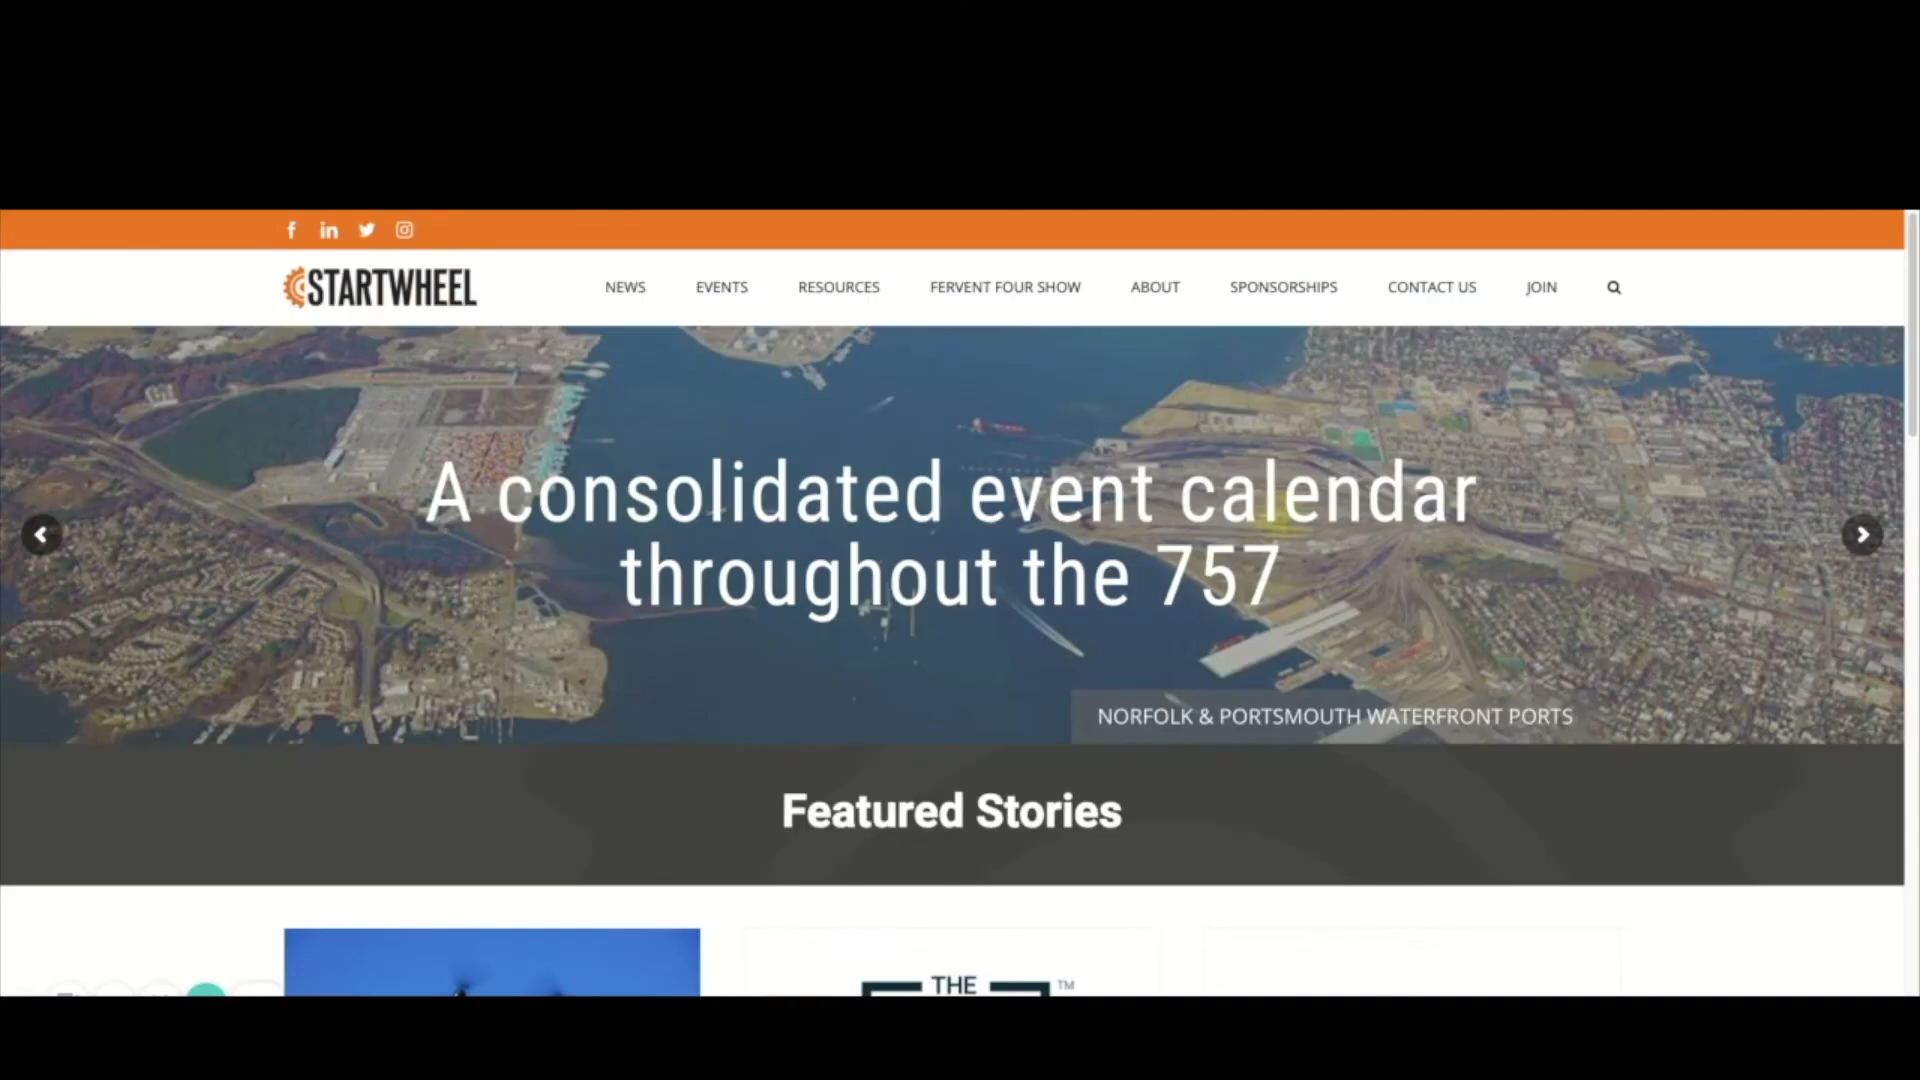 STARTWHEEL
NEWS EVENTS RESOURCES FERVENT FOUR SHOW ABOUT SPONSORSHIPS CONTACT US JOIN
A consolidated event calendar
throughout the 757
NORFOLK & PORTSMOUTH WATERFRONT PORTS
Featured Stories
THE TM